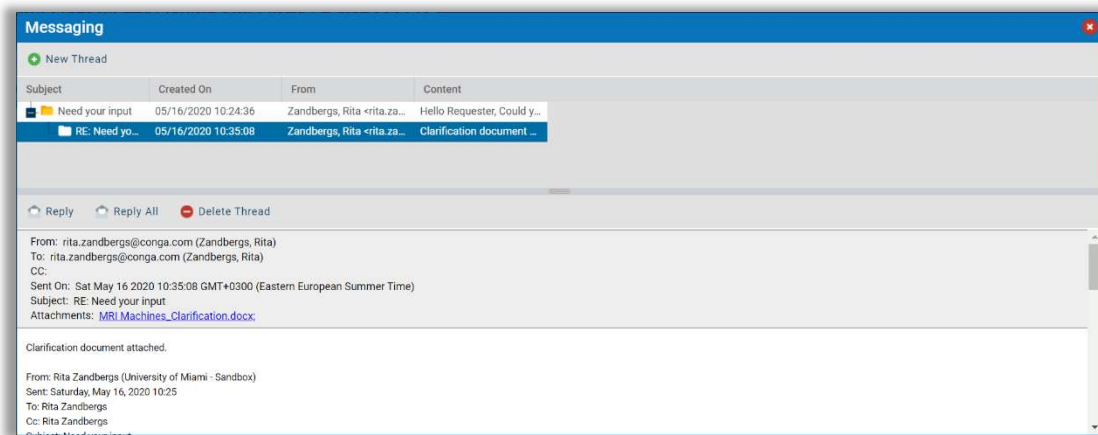 Messaging
New Thread
Subject Created On From Content
Need your input 05/16/2020 10:24:36 Zandbergs, Rita <rita.za... Hello Requester, Could y...
RE: Need yo... 05/16/2020 10:35:08 Zandbergs, Rita <rita.za... Clarification document ...
Reply Reply All Delete Thread
From: rita.zandbergs@conga.com (Zandbergs, Rita)
To: rita.zandbergs@conga.com (Zandbergs, Rita)
CC:
Sent On: Sat May 16 2020 10:35:08 GMT+0300 (Eastern European Summer Time)
Subject: RE: Need your input
Attachments: MRI Machines_Clarification.docx;
Clarification document attached.
From: Rita Zandbergs (University of Miami - Sandbox)
Sent: Saturday, May 16, 2020 10:25
To: Rita Zandbergs
Cc: Rita Zandbergs
Subject: Need your input